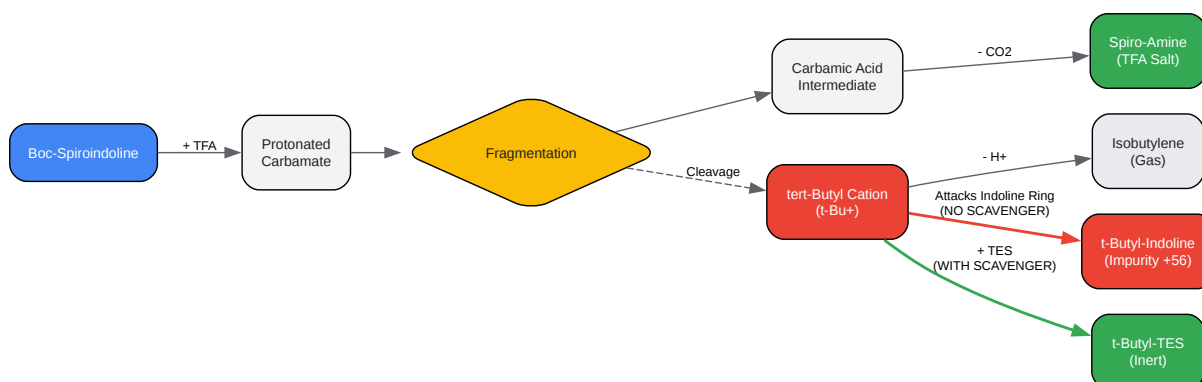 Boc-Spiroindoline
+ TFA
Protonated
Carbamate
Fragmentation
Carbamic Acid
Intermediate
- CO2
Spiro-Amine
(TFA Salt)
Cleavage
tert-Butyl Cation
(t-Bu+)
- H+
Isobutylene
(Gas)
Attacks Indoline Ring
(NO SCAVENGER)
t-Butyl-Indoline
(Impurity +56)
+ TES
(WITH SCAVENGER)
t-Butyl-TES
(Inert)